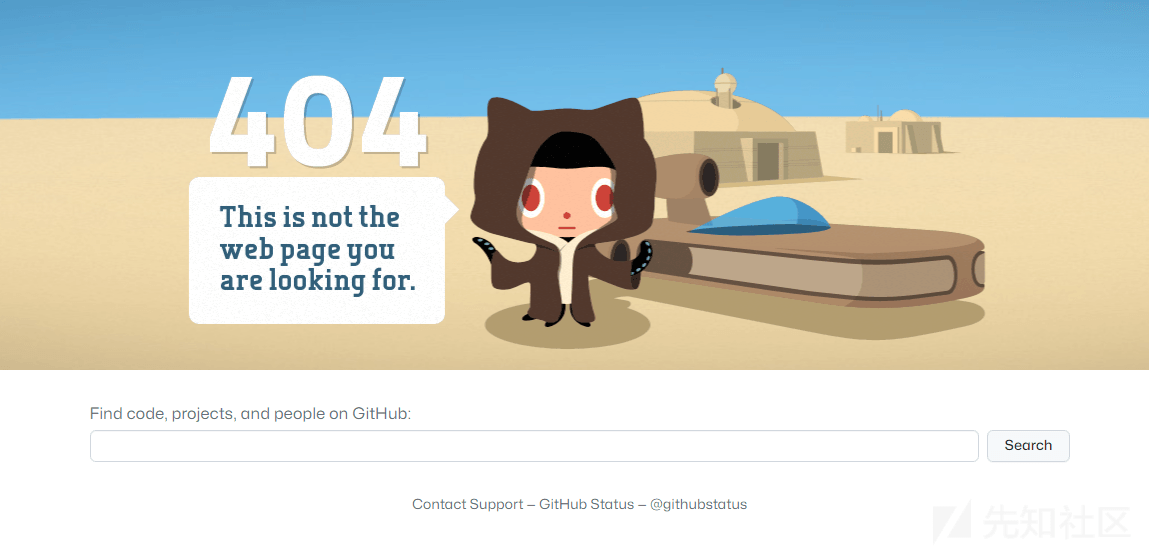 404
This is not the
web page you
are looking for.
Find code, projects, and people on GitHub:
Search
Contact Support — GitHub Status — @githubstatus
先知社区